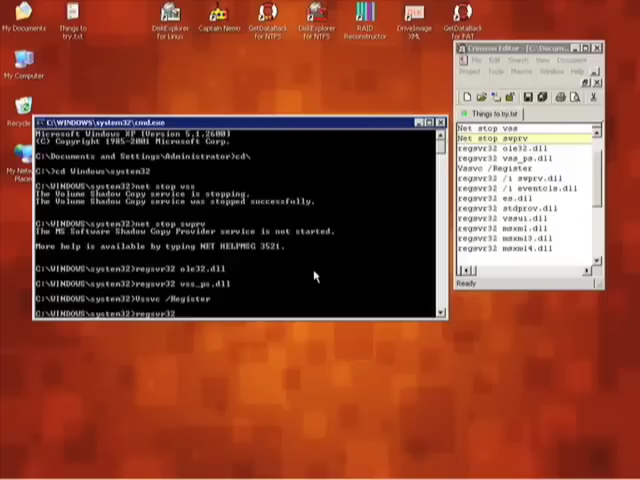 My Documents
Things to try.txt
DiskExplorer for Linux
Captain Nemo
GetDataBack for NTFS
DiskExplorer for NTFS
RAID Reconstructor
DriveImage XML
GetDataBack for FAT
My Computer
Recycle
My Netw
C:\WINDOWS\system32\cmd.exe
Microsoft Windows XP [Version 5.1.2600]
(C) Copyright 1985-2001 Microsoft Corp.
C:\Documents and Settings\Administrator>cd\
C:\>cd Windows\system32
C:\WINDOWS\system32>net stop vss
The Volume Shadow Copy service is stopping.
The Volume Shadow Copy service was stopped successfully.
C:\WINDOWS\system32>net stop swprv
The MS Software Shadow Copy Provider service is not started.
More help is available by typing NET HELPMSG 3521.
C:\WINDOWS\system32>regsvr32 ole32.dll
C:\WINDOWS\system32>regsvr32 vss_ps.dll
C:\WINDOWS\system32>Vssvc /Register
C:\WINDOWS\system32>regsvr32
Crimson Editor - [C:\Docum
File Edit Search View Document
Project Tools Macros Window Help
Things to try.txt
Net stop vss
Net stop swprv
regsvr32 ole32.dll
regsvr32 vss_ps.dll
Vssvc /Register
regsvr32 /i swprv.dll
regsvr32 /i eventcls.dll
regsvr32 es.dll
regsvr32 stdprov.dll
regsvr32 vssui.dll
regsvr32 msxml.dll
regsvr32 msxml3.dll
regsvr32 msxml4.dll
Ready